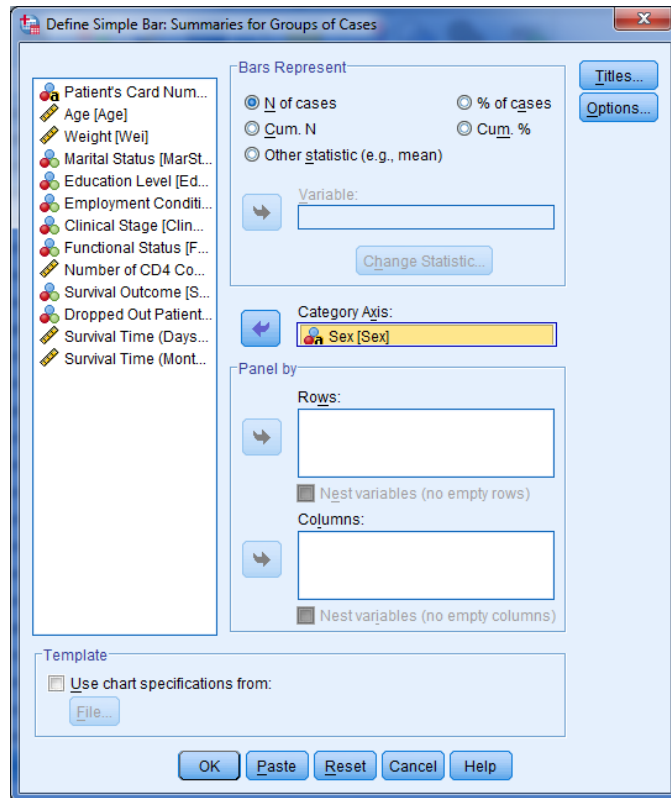 Define Simple Bar: Summaries for Groups of Cases
Patient's Card Num...
Age [Age]
Weight [Wei]
Marital Status [MarSt...
Education Level [Ed...
Employment Conditi...
Clinical Stage [Clin...
Functional Status [F...
Number of CD4 Co...
Survival Outcome [S...
Dropped Out Patient...
Survival Time (Days...
Survival Time (Mont...
Bars Represent
N of cases
% of cases
Cum. N
Cum. %
Other statistic (e.g., mean)
Variable:
Change Statistic...
Category Axis:
Sex [Sex]
Panel by
Rows:
Nest variables (no empty rows)
Columns:
Nest variables (no empty columns)
Titles...
Options...
Template
Use chart specifications from:
File...
OK Paste Reset Cancel Help